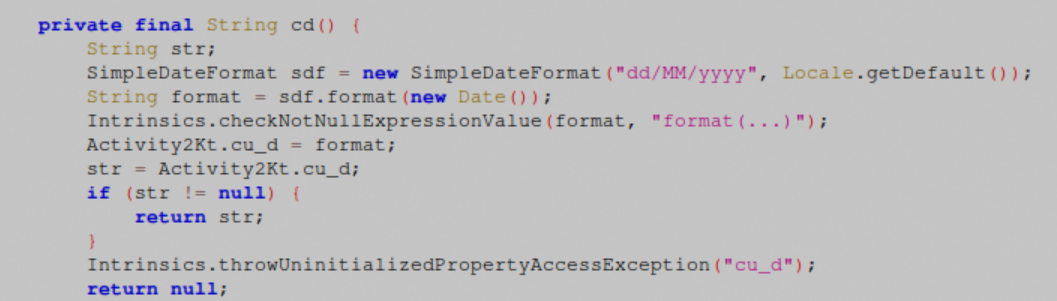 private final String cd() {
String str;
SimpleDateFormat sdf = new SimpleDateFormat("dd/MM/yyyy", Locale.getDefault());
String format = sdf.format(new Date());
Intrinsics.checkNotNullExpressionValue(format, "format(...)");
Activity2Kt.cu_d = format;
str = Activity2Kt.cu_d;
if (str != null) {
return str;
}
Intrinsics.throwUninitializedPropertyAccessException("cu_d");
return null;